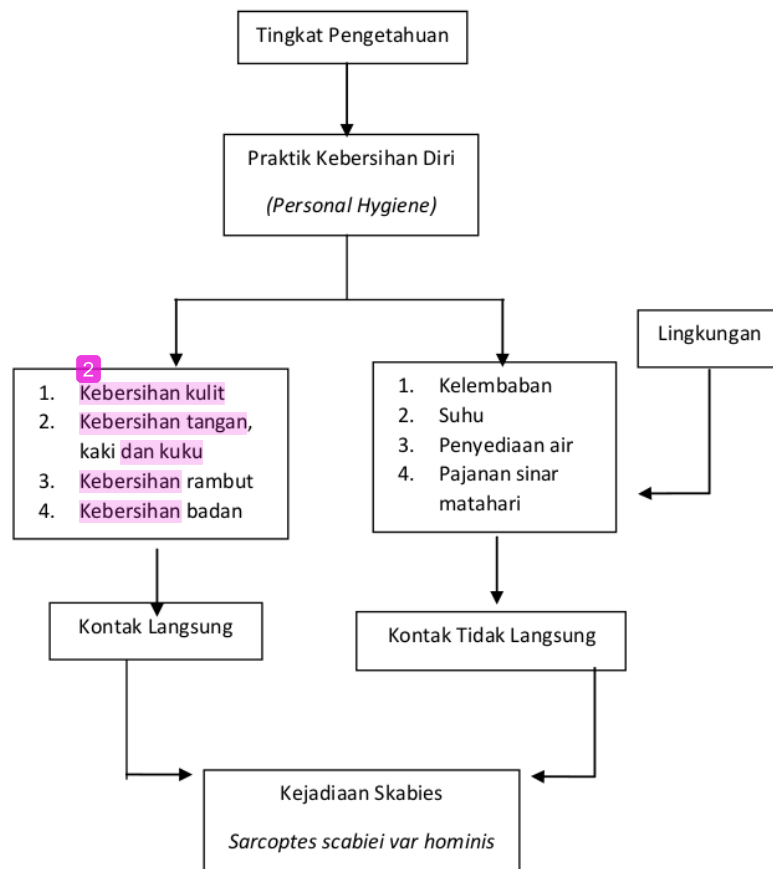 Tingkat Pengetahuan
Praktik Kebersihan Diri
(Personal Hygiene)
Lingkungan
2
1. Kebersihan kulit
2. Kebersihan tangan,
kaki dan kuku
3. Kebersihan rambut
4. Kebersihan badan
1. Kelembaban
2. Suhu
3. Penyediaan air
4. Pajanan sinar
matahari
Kontak Langsung
Kontak Tidak Langsung
Kejadiaan Skabies
Sarcoptes scabiei var hominis